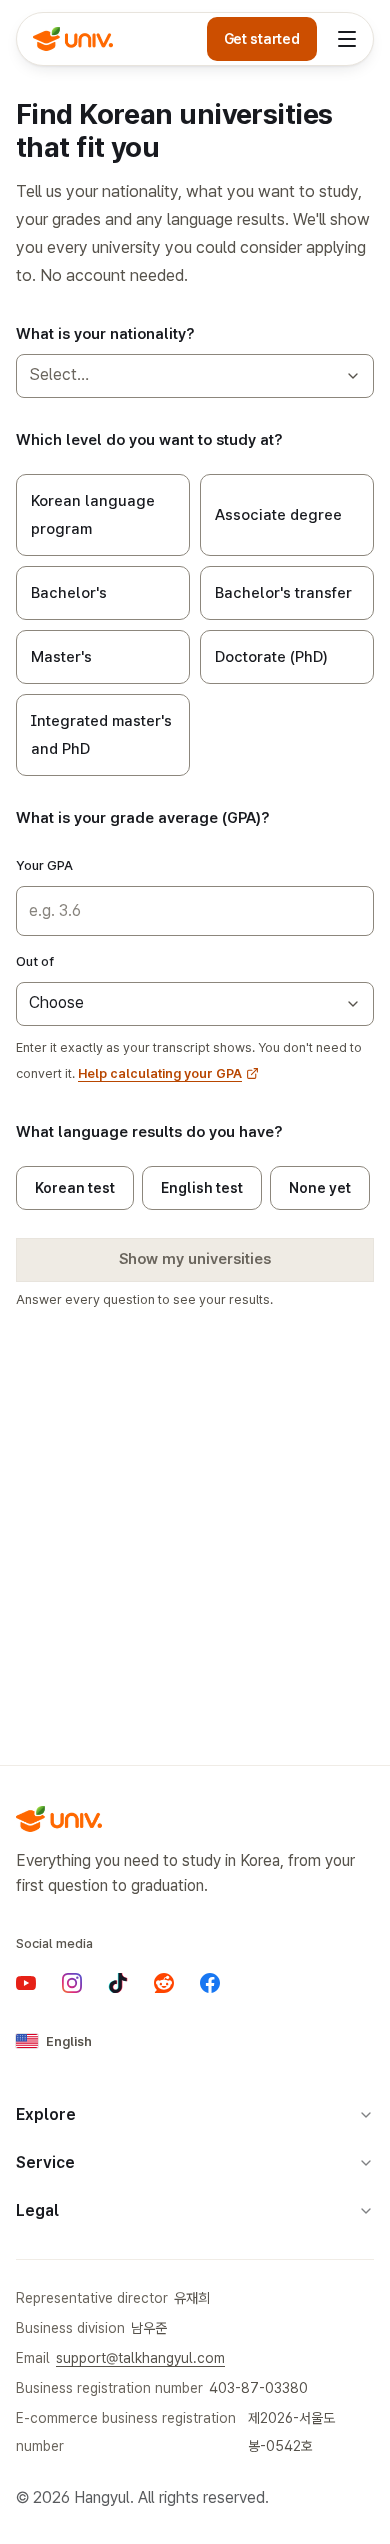 univ.
Get started
Find Korean universities
that fit you
Tell us your nationality, what you want to study,
your grades and any language results. We'll show
you every university you could consider applying
to. No account needed.
What is your nationality?
Select...
Which level do you want to study at?
Korean language
program
Associate degree
Bachelor's
Bachelor's transfer
Master's
Doctorate (PhD)
Integrated master's
and PhD
What is your grade average (GPA)?
Your GPA
e.g. 3.6
Out of
Choose
Enter it exactly as your transcript shows. You don't need to
convert it. Help calculating your GPA
What language results do you have?
Korean test
English test
None yet
Show my universities
Answer every question to see your results.
univ.
Everything you need to study in Korea, from your
first question to graduation.
Social media
English
Explore
Service
Legal
Representative director 유재희
Business division 남우준
Email support@talkhangyul.com
Business registration number 403-87-03380
E-commerce business registration number
제2026-서울도봉-0542호
© 2026 Hangyul. All rights reserved.